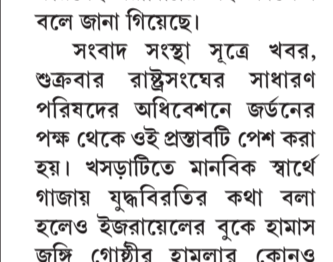 বলে জানা গিয়েছে।
সংবাদ সংস্থা সূত্রে খবর,
শুক্রবার রাষ্ট্রসংঘের সাধারণ
পরিষদের অধিবেশনে জর্ডনের
পক্ষ থেকে ওই প্রস্তাবটি পেশ করা
হয়। খসড়াটিতে মানবিক স্বার্থে
গাজায় যুদ্ধবিরতির কথা বলা
হলেও ইজরায়েলের বুকে হামাস
জঙ্গি গোষ্ঠীর হামলার কোনও